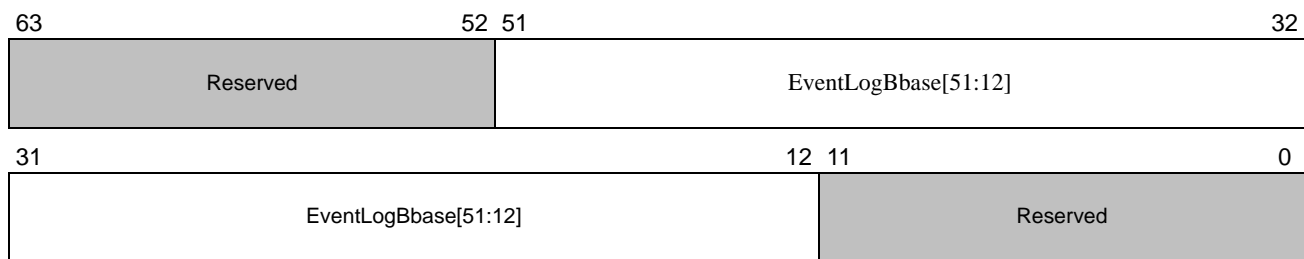 63 52 51 32
Reserved EventLogBbase[51:12]
31 12 11 0
EventLogBbase[51:12] Reserved